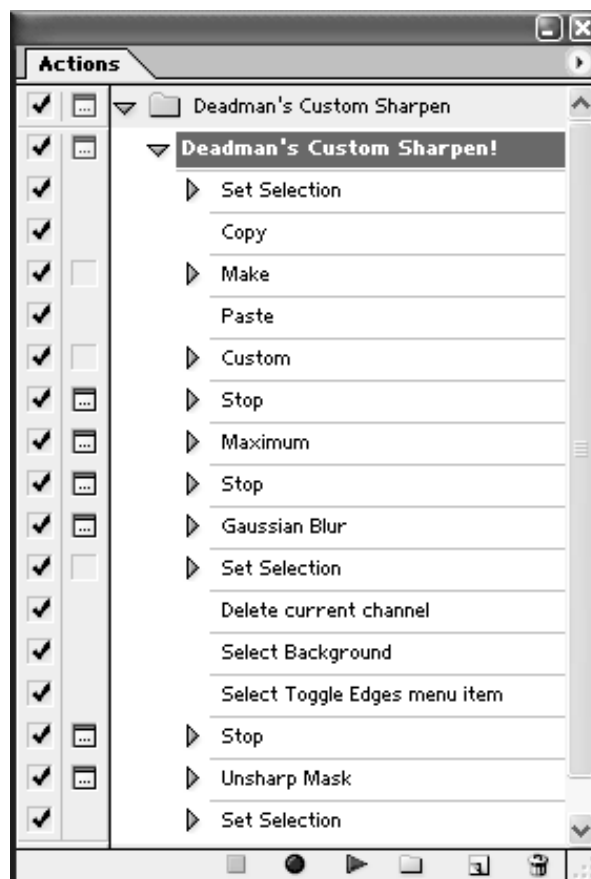 Actions
Deadman's Custom Sharpen
Deadman's Custom Sharpen!
Set Selection
Copy
Make
Paste
Custom
Stop
Maximum
Stop
Gaussian Blur
Set Selection
Delete current channel
Select Background
Select Toggle Edges menu item
Stop
Unsharp Mask
Set Selection